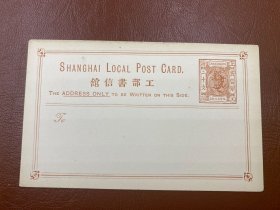 SHANGHAI LOCAL POST CARD.
工部書信館
THE ADDRESS ONLY TO BE WRITTEN ON THIS SIDE.
To